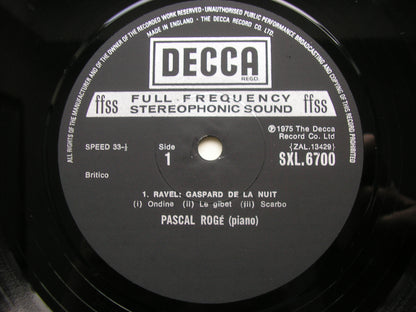 ALL RIGHTS OF THE MANUFACTURER AND OF THE OWNER OF THE RECORDED WORK RESERVED · UNAUTHORISED PUBLIC PERFORMANCE BROADCASTING AND COPYING OF THIS RECORD PROHIBITED
MADE IN ENGLAND · THE DECCA RECORD CO. LTD.
DECCA
REGD.
ffss FULL FREQUENCY ffss
STEREOPHONIC SOUND
℗1975 The Decca
Record Co. Ltd
SPEED 33⅓ Side (ZAL.13429)
1 SXL.6700
Britico
1. RAVEL: GASPARD DE LA NUIT
(i) Ondine (ii) Le gibet (iii) Scarbo
PASCAL ROGÉ (piano)